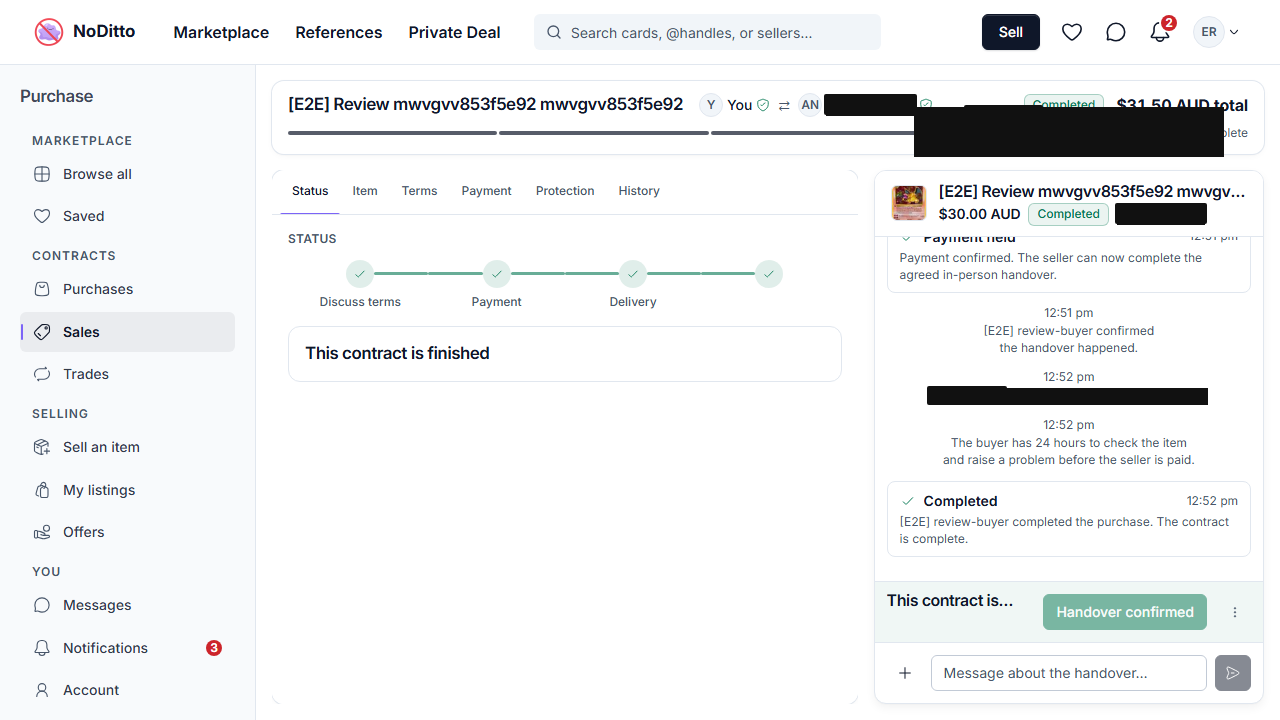 NoDitto
Marketplace
References
Private Deal
Search cards, @handles, or sellers...
Sell
2
ER
Purchase
MARKETPLACE
Browse all
Saved
CONTRACTS
Purchases
Sales
Trades
SELLING
Sell an item
My listings
Offers
YOU
Messages
Notifications
3
Account
[E2E] Review mwvgvv853f5e92 mwvgvv853f5e92
Y
You
AN
Completed
$31.50 AUD total
Status
Item
Terms
Payment
Protection
History
STATUS
Discuss terms
Payment
Delivery
This contract is finished
[E2E] Review mwvgvv853f5e92 mwvgv...
$30.00 AUD
Completed
Payment held
12:51 pm
Payment confirmed. The seller can now complete the
agreed in-person handover.
12:51 pm
[E2E] review-buyer confirmed
the handover happened.
12:52 pm
12:52 pm
The buyer has 24 hours to check the item
and raise a problem before the seller is paid.
Completed
12:52 pm
[E2E] review-buyer completed the purchase. The contract
is complete.
This contract is...
Handover confirmed
Message about the handover...